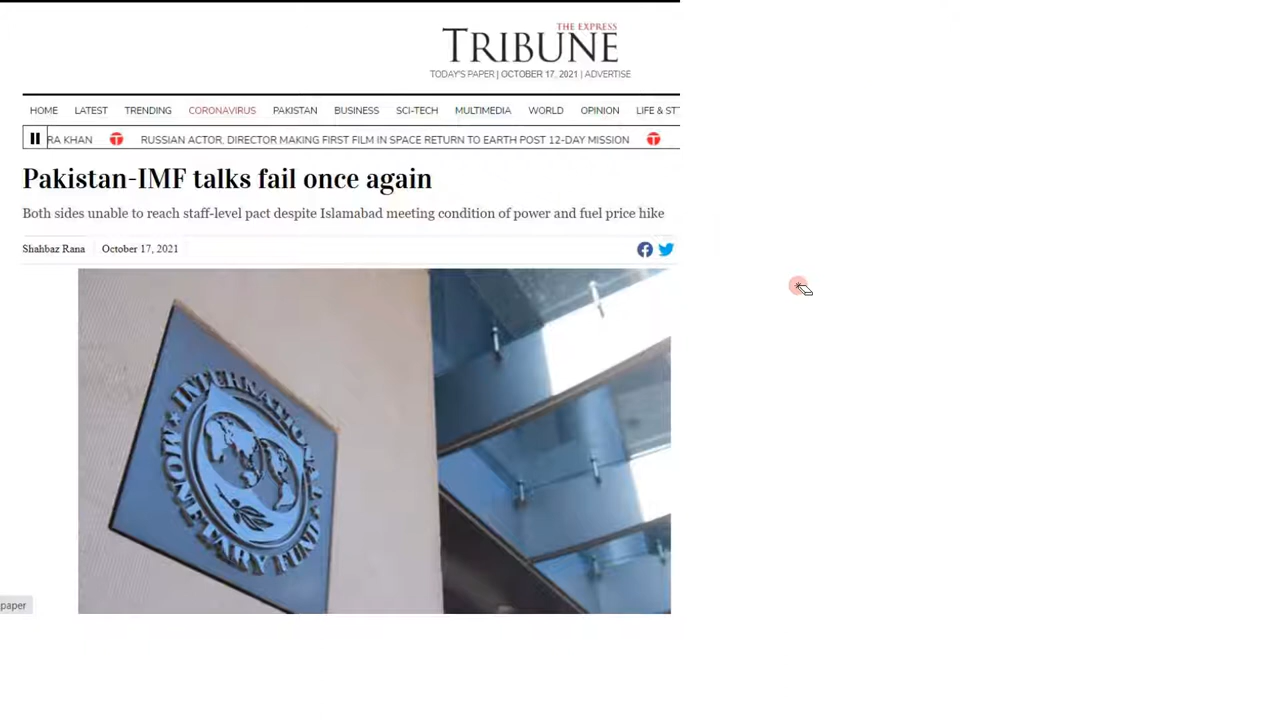 THE EXPRESS
TRIBUNE
TODAY'S PAPER | OCTOBER 17, 2021 | ADVERTISE
HOME LATEST TRENDING CORONAVIRUS PAKISTAN BUSINESS SCI-TECH MULTIMEDIA WORLD OPINION LIFE & ST
RA KHAN RUSSIAN ACTOR, DIRECTOR MAKING FIRST FILM IN SPACE RETURN TO EARTH POST 12-DAY MISSION
Pakistan-IMF talks fail once again
Both sides unable to reach staff-level pact despite Islamabad meeting condition of power and fuel price hike
Shahbaz Rana October 17, 2021
INTERNATIONAL MONETARY FUND
paper